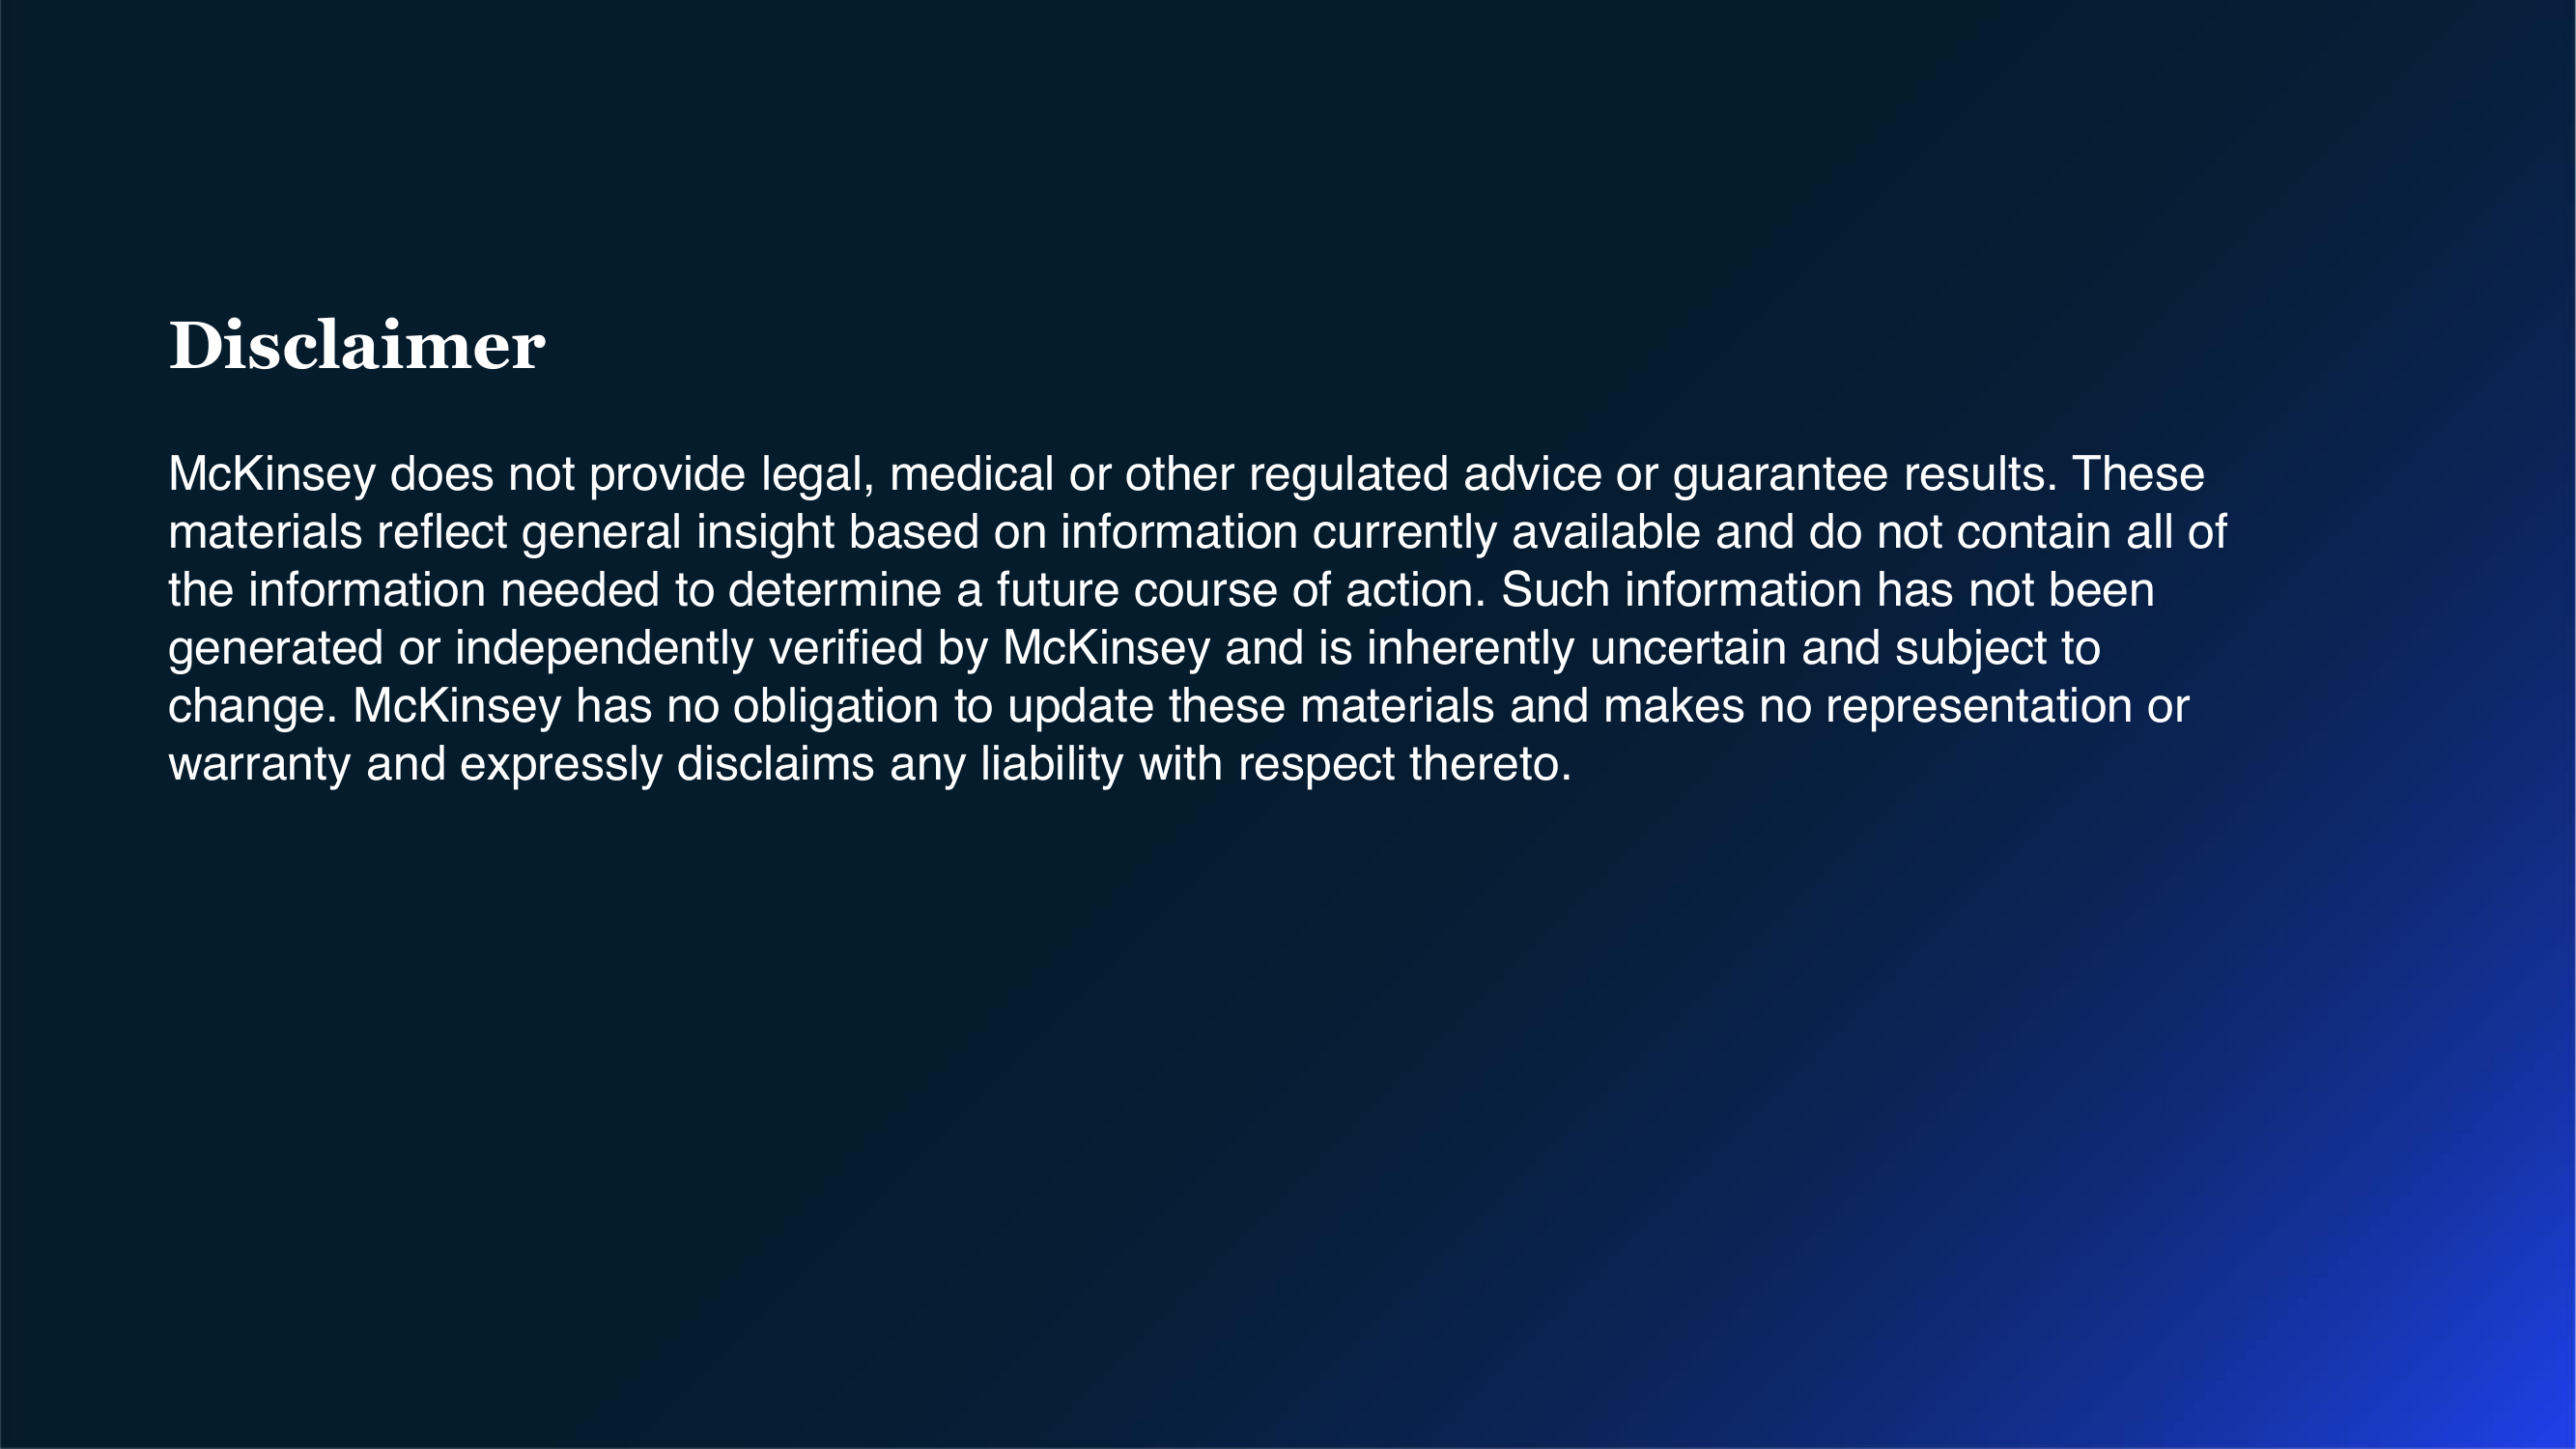 Disclaimer
McKinsey does not provide legal, medical or other regulated advice or guarantee results. These
materials reflect general insight based on information currently available and do not contain all of
the information needed to determine a future course of action. Such information has not been
generated or independently verified by McKinsey and is inherently uncertain and subject to
change. McKinsey has no obligation to update these materials and makes no representation or
warranty and expressly disclaims any liability with respect thereto.